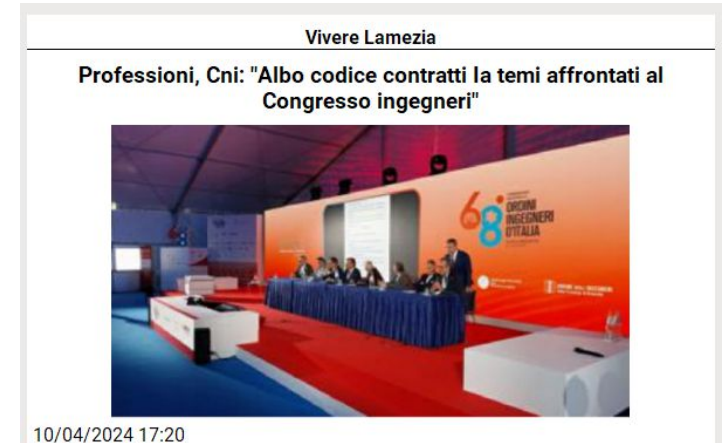 Vivere Lamezia
Professioni, Cni: "Albo codice contratti Ia temi affrontati al
Congresso ingegneri"
68°
ORDINI
INGEGNERI
D'ITALIA
10/04/2024 17:20